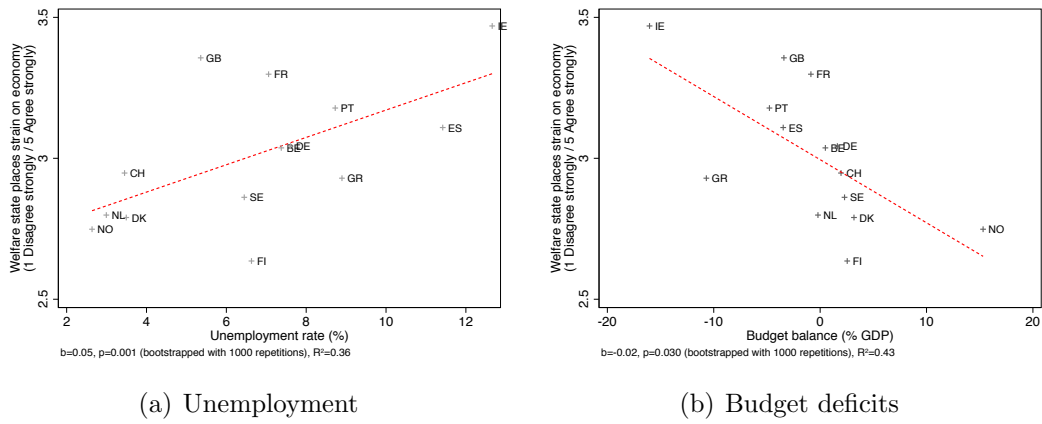 Welfare state places strain on economy
(1 Disagree strongly / 5 Agree strongly)
3.5
3
2.5
IE
GB
FR
PT
ES
BE
DE
GR
CH
SE
NL
DK
NO
FI
2 4 6 8 10 12
Unemployment rate (%)
b=0.05, p=0.001 (bootstrapped with 1000 repetitions), R²=0.36
(a) Unemployment
Welfare state places strain on economy
(1 Disagree strongly / 5 Agree strongly)
3.5
3
2.5
IE
GB
FR
PT
ES
BE
DE
CH
GR
SE
NL
DK
NO
FI
-20 -10 0 10 20
Budget balance (% GDP)
b=-0.02, p=0.030 (bootstrapped with 1000 repetitions), R²=0.43
(b) Budget deficits